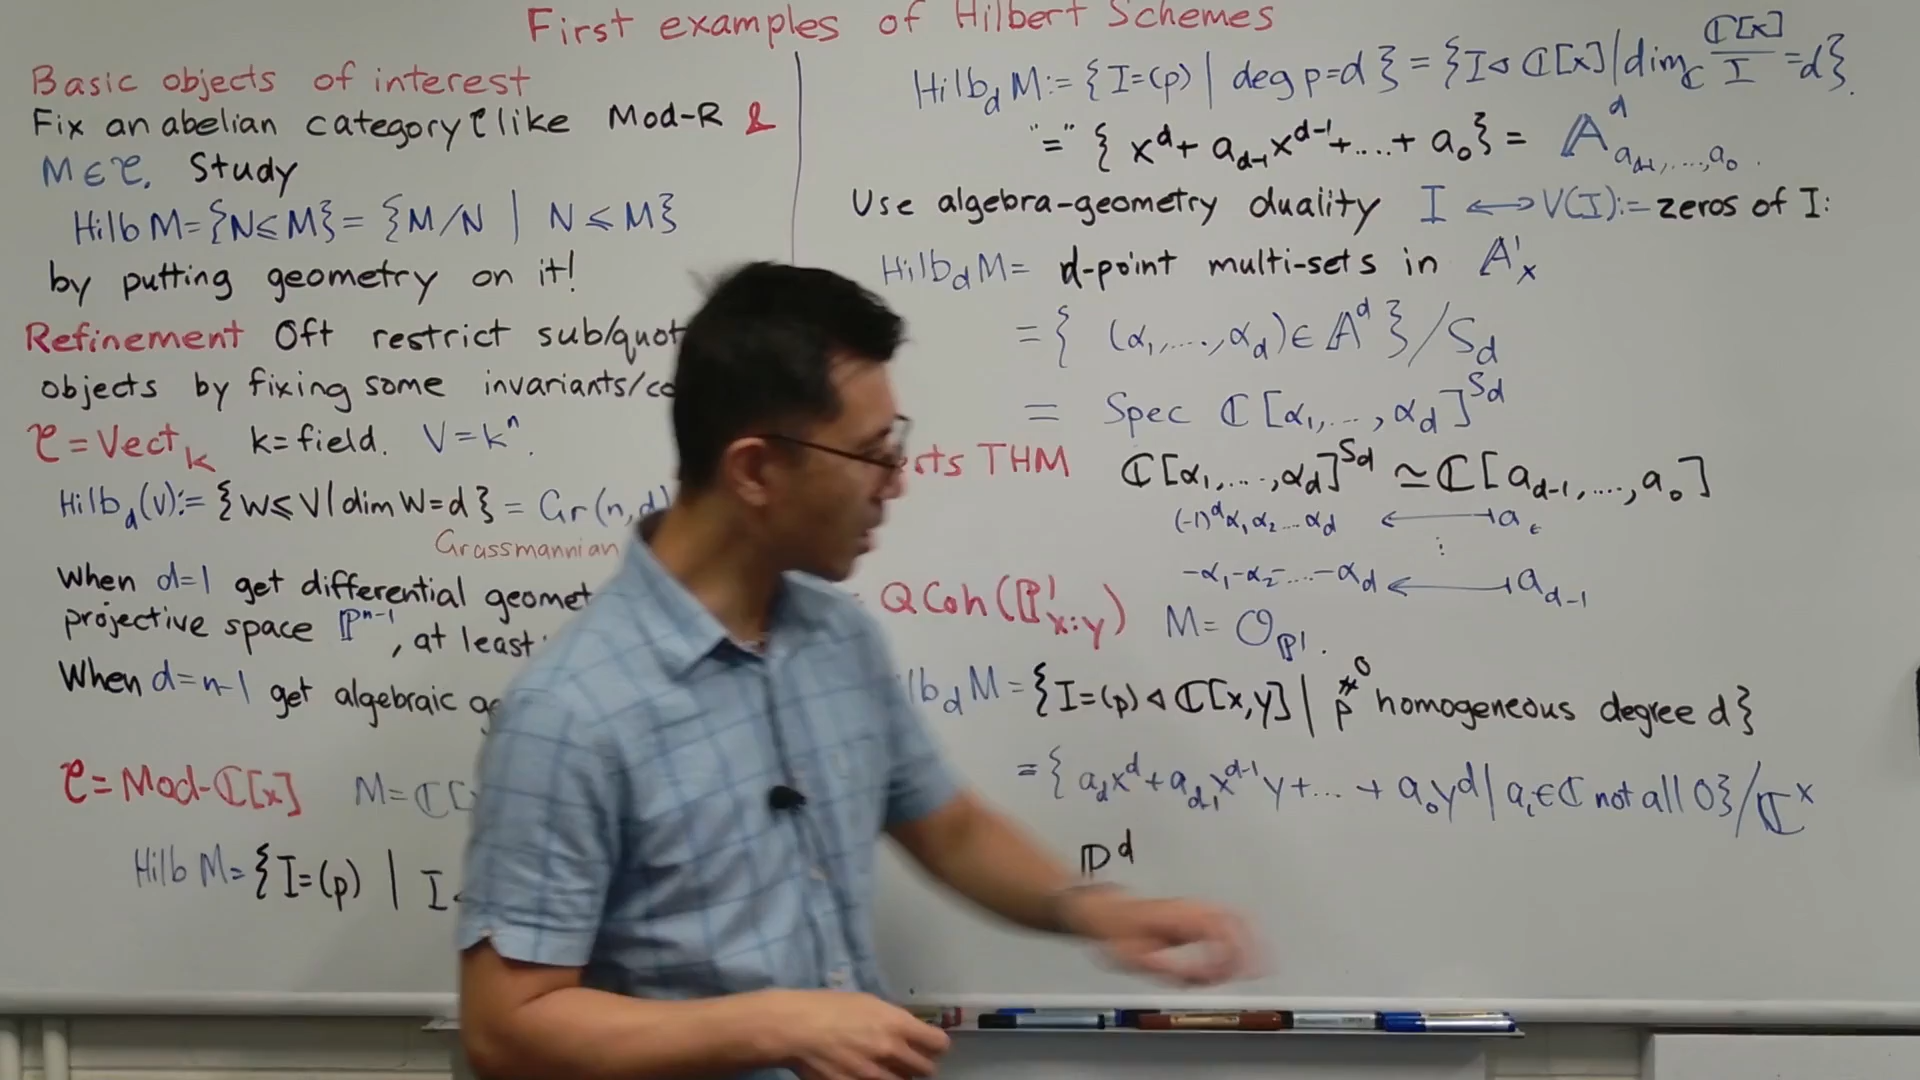 First examples of Hilbert Schemes
Basic objects of interest
Fix an abelian category 𝒞 like Mod-R &
M ∈ 𝒞. Study
Hilb M = {N ≤ M} = {M/N | N ≤ M}
by putting geometry on it!
Refinement Oft restrict sub/quot
objects by fixing some invariants/co
𝒞 = Vect_k k = field. V = k^n.
Hilb_d(V) := {W ≤ V | dim W = d} = Gr(n,d)
Grassmannian
When d=1 get differential geomet
projective space ℙ^{n-1}, at least
When d=n-1 get algebraic ge
𝒞 = Mod-ℂ[x] M = ℂ[x
Hilb M = {I=(p) | I
Hilb_d M := {I=(p) | deg p=d} = {I ◁ ℂ[x] | dim_ℂ ℂ[x]/I = d}.
"=" {x^d + a_{d-1}x^{d-1} + .... + a_0} = 𝔸^d_{a_{d-1},....,a_0}.
Use algebra-geometry duality I ⟷ V(I) := zeros of I:
Hilb_d M = d-point multi-sets in 𝔸^1_x
= {(α_1,....,α_d) ∈ 𝔸^d}/S_d
= Spec ℂ[α_1,...,α_d]^{S_d}
sts THM ℂ[α_1,....,α_d]^{S_d} ≃ ℂ[a_{d-1},....,a_0]
(-1)^d α_1 α_2 ... α_d ⟻ a_0
⋮
-α_1-α_2-....-α_d ⟻ a_{d-1}
QCoh(ℙ^1_{x:y}) M = 𝒪_{ℙ^1}.
lb_d M = {I=(p) ◁ ℂ[x,y] | p ≠ 0 homogeneous degree d}
= {a_d x^d + a_{d-1} x^{d-1} y + ... + a_0 y^d | a_i ∈ ℂ not all 0}/ℂ^×
ℙ^d